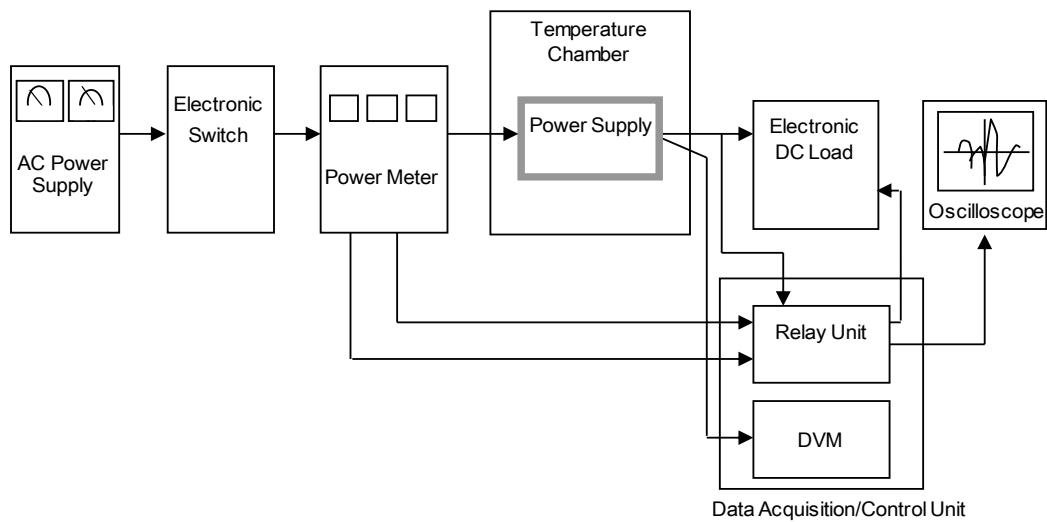 Temperature
Chamber
AC Power
Supply
Electronic
Switch
Power Meter
Power Supply
Electronic
DC Load
Oscilloscope
Relay Unit
DVM
Data Acquisition/Control Unit